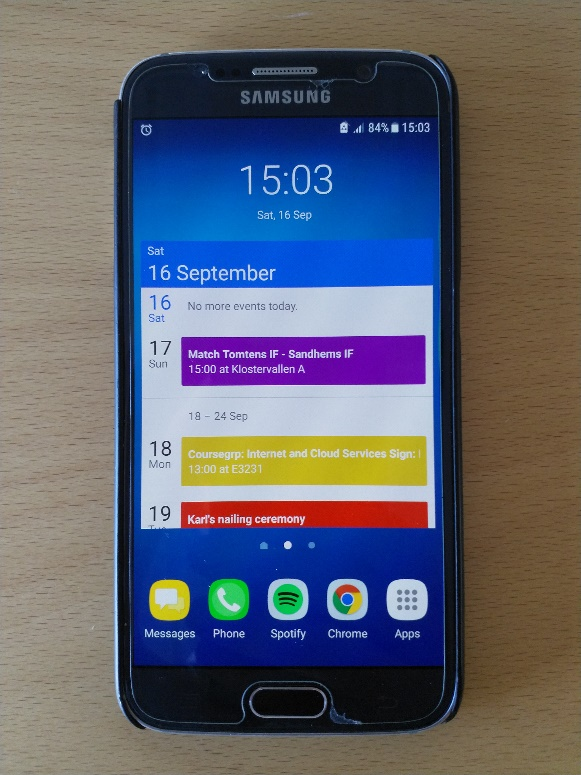 SAMSUNG
84% 15:03
15:03
Sat, 16 Sep
Sat
16 September
16
Sat
No more events today.
17
Sun
Match Tomtens IF - Sandhems IF
15:00 at Klostervallen A
18 – 24 Sep
18
Mon
Coursegrp: Internet and Cloud Services Sign:
13:00 at E3231
19
Tue
Karl's nailing ceremony
Messages Phone Spotify Chrome Apps